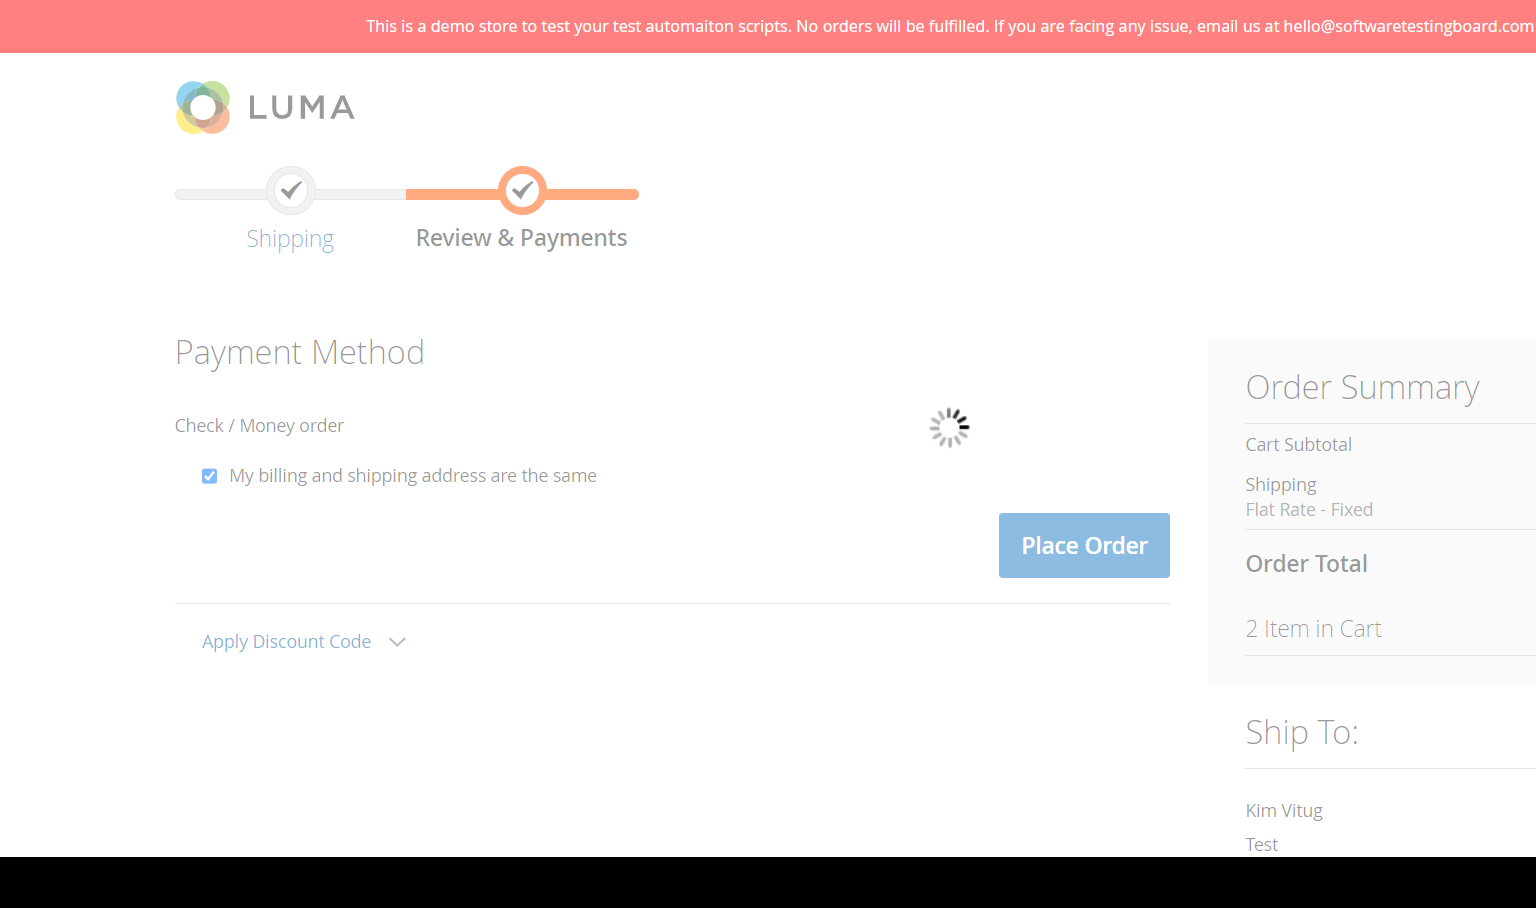 This is a demo store to test your test automaiton scripts. No orders will be fulfilled. If you are facing any issue, email us at hello@softwaretestingboard.com
LUMA
Shipping
Review & Payments
Payment Method
Check / Money order
My billing and shipping address are the same
Place Order
Apply Discount Code
Order Summary
Cart Subtotal
Shipping
Flat Rate - Fixed
Order Total
2 Item in Cart
Ship To:
Kim Vitug
Test